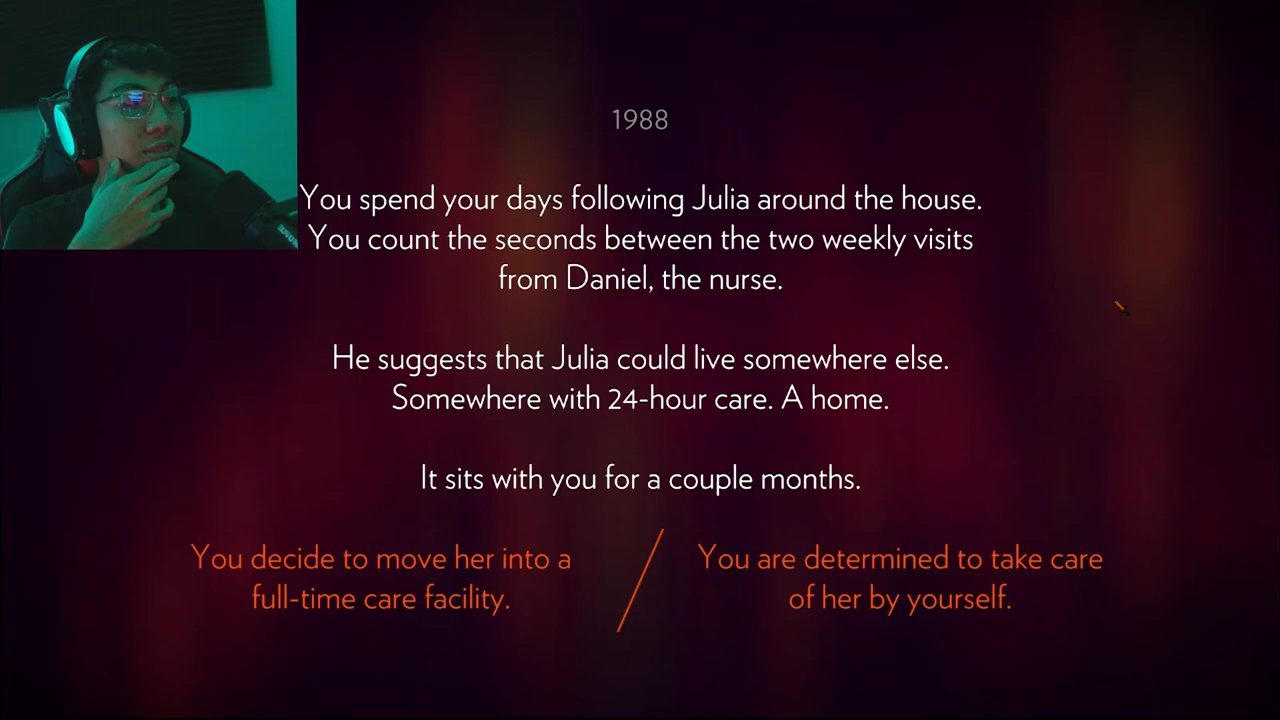 1988
You spend your days following Julia around the house.
You count the seconds between the two weekly visits
from Daniel, the nurse.
He suggests that Julia could live somewhere else.
Somewhere with 24-hour care. A home.
It sits with you for a couple months.
You decide to move her into a
full-time care facility.
You are determined to take care
of her by yourself.